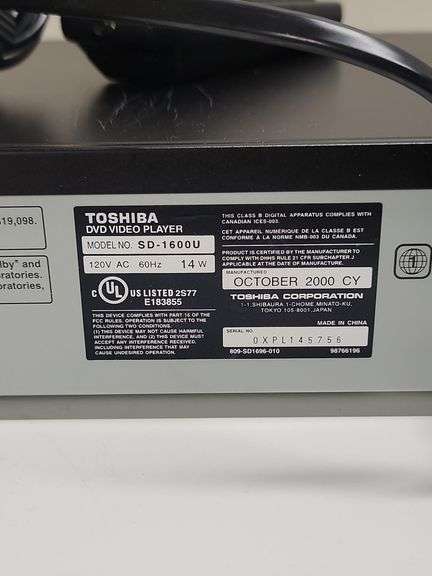 619,098.
by" and
oratories.
oratories,
TOSHIBA
DVD VIDEO PLAYER
MODEL NO. SD-1600U
120V AC 60Hz 14W
C UL US LISTED 2S77
E183855
THIS DEVICE COMPLIES WITH PART 15 OF THE
FCC RULES. OPERATION IS SUBJECT TO THE
FOLLOWING TWO CONDITIONS:
(1) THIS DEVICE MAY NOT CAUSE HARMFUL
INTERFERENCE, AND (2) THIS DEVICE MUST
ACCEPT ANY INTERFERENCE RECEIVED,
INCLUDING INTERFERENCE THAT MAY
CAUSE UNDESIRED OPERATION.
THIS CLASS B DIGITAL APPARATUS COMPLIES WITH
CANADIAN ICES-003.
CET APPAREIL NUMERIQUE DE LA CLASSE B EST
CONFORME À LA NORME NMB-003 DU CANADA.
PRODUCT IS CERTIFIED BY THE MANUFACTURER TO
COMPLY WITH DHHS RULE 21 CFR SUBCHAPTER J
APPLICABLE AT THE DATE OF MANUFACTURE.
MANUFACTURED
OCTOBER 2000 CY
TOSHIBA CORPORATION
1-1, SHIBAURA 1-CHOME, MINATO-KU,
TOKYO 105-8001, JAPAN
MADE IN CHINA
SERIAL NO.
0XPL145756
809-SD1696-010 98766196